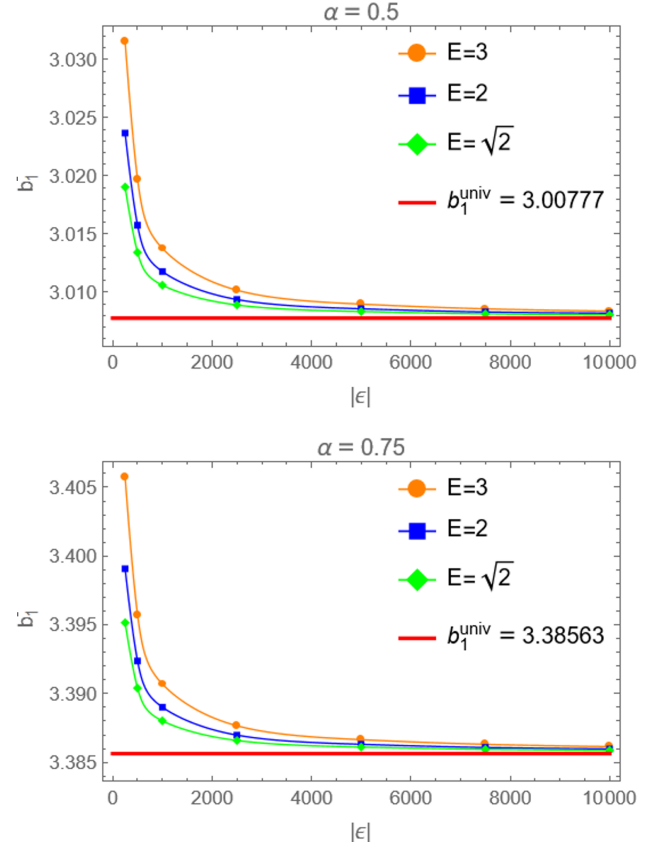 α = 0.5
3.030
3.025
3.020
3.015
3.010
b₁⁻
E=3
E=2
E=√2
b₁ᵘⁿⁱᵛ = 3.00777
0 2000 4000 6000 8000 10000
|ϵ|
α = 0.75
3.405
3.400
3.395
3.390
3.385
b₁⁻
E=3
E=2
E=√2
b₁ᵘⁿⁱᵛ = 3.38563
0 2000 4000 6000 8000 10000
|ϵ|